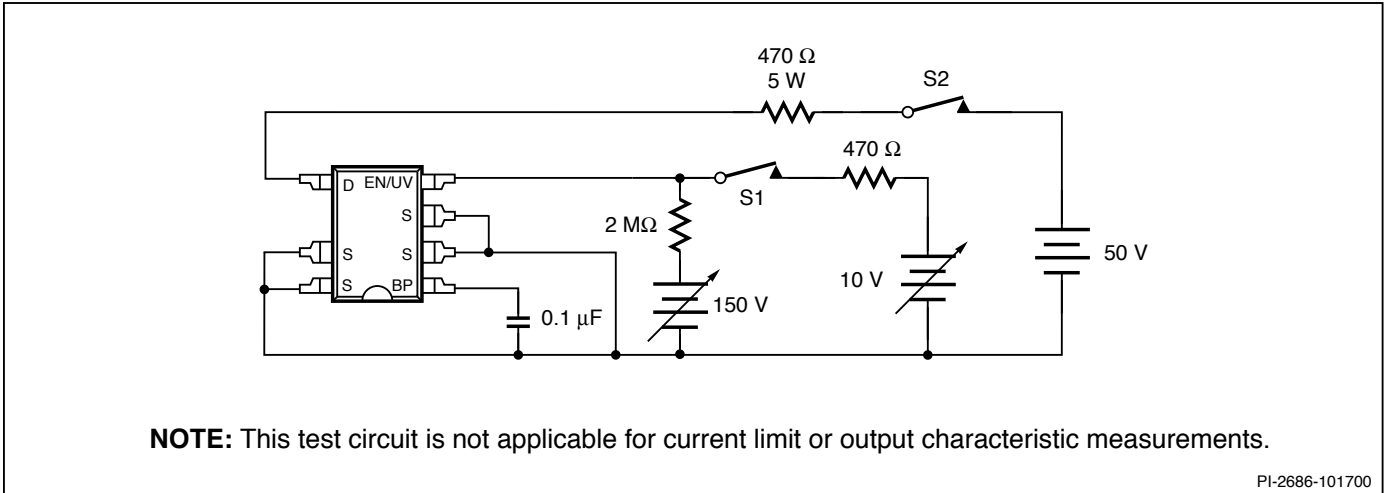 470 Ω
5 W
S2
470 Ω
S1
D EN/UV
S
S S
S BP
2 MΩ
150 V
10 V
50 V
0.1 µF
NOTE: This test circuit is not applicable for current limit or output characteristic measurements.
PI-2686-101700